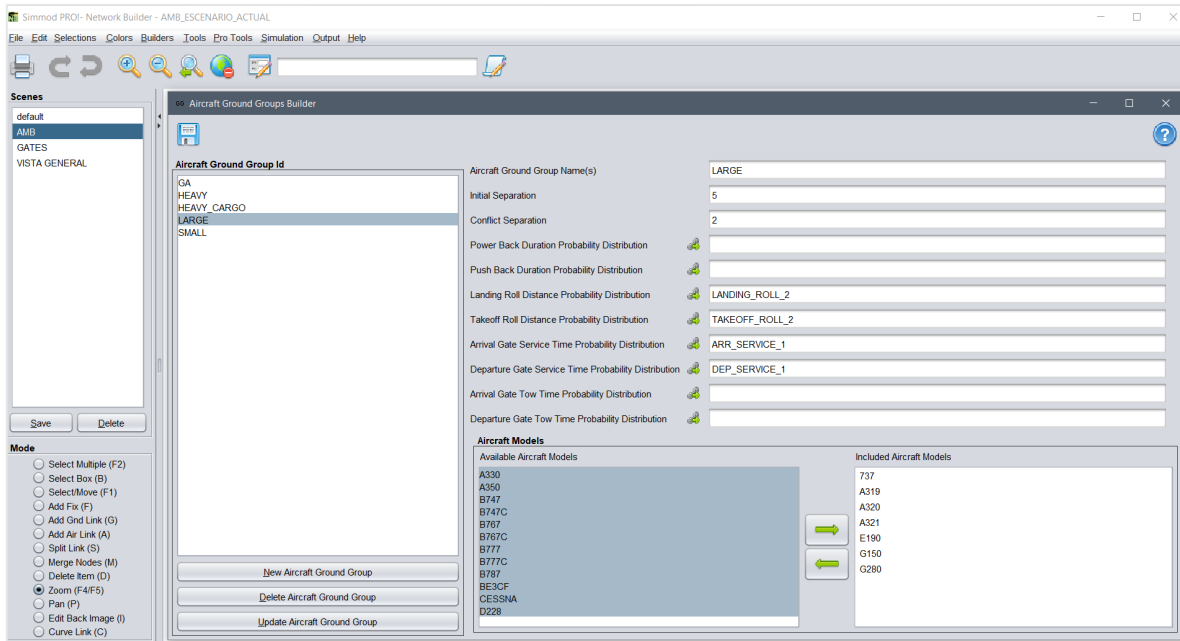 Simmod PRO!- Network Builder - AMB_ESCENARIO_ACTUAL
File Edit Selections Colors Builders Tools Pro Tools Simulation Output Help
Scenes
default
AMB
GATES
VISTA GENERAL
Save Delete
Mode
Select Multiple (F2)
Select Box (B)
Select/Move (F1)
Add Fix (F)
Add Gnd Link (G)
Add Air Link (A)
Split Link (S)
Merge Nodes (M)
Delete Item (D)
Zoom (F4/F5)
Pan (P)
Edit Back Image (I)
Curve Link (C)
GG Aircraft Ground Groups Builder
Aircraft Ground Group Id
GA
HEAVY
HEAVY_CARGO
LARGE
SMALL
New Aircraft Ground Group
Delete Aircraft Ground Group
Update Aircraft Ground Group
Aircraft Ground Group Name(s) LARGE
Initial Separation 5
Conflict Separation 2
Power Back Duration Probability Distribution
Push Back Duration Probability Distribution
Landing Roll Distance Probability Distribution LANDING_ROLL_2
Takeoff Roll Distance Probability Distribution TAKEOFF_ROLL_2
Arrival Gate Service Time Probability Distribution ARR_SERVICE_1
Departure Gate Service Time Probability Distribution DEP_SERVICE_1
Arrival Gate Tow Time Probability Distribution
Departure Gate Tow Time Probability Distribution
Aircraft Models
Available Aircraft Models
A330
A350
B747
B747C
B767
B767C
B777
B777C
B787
BE3CF
CESSNA
D228
Included Aircraft Models
737
A319
A320
A321
E190
G150
G280